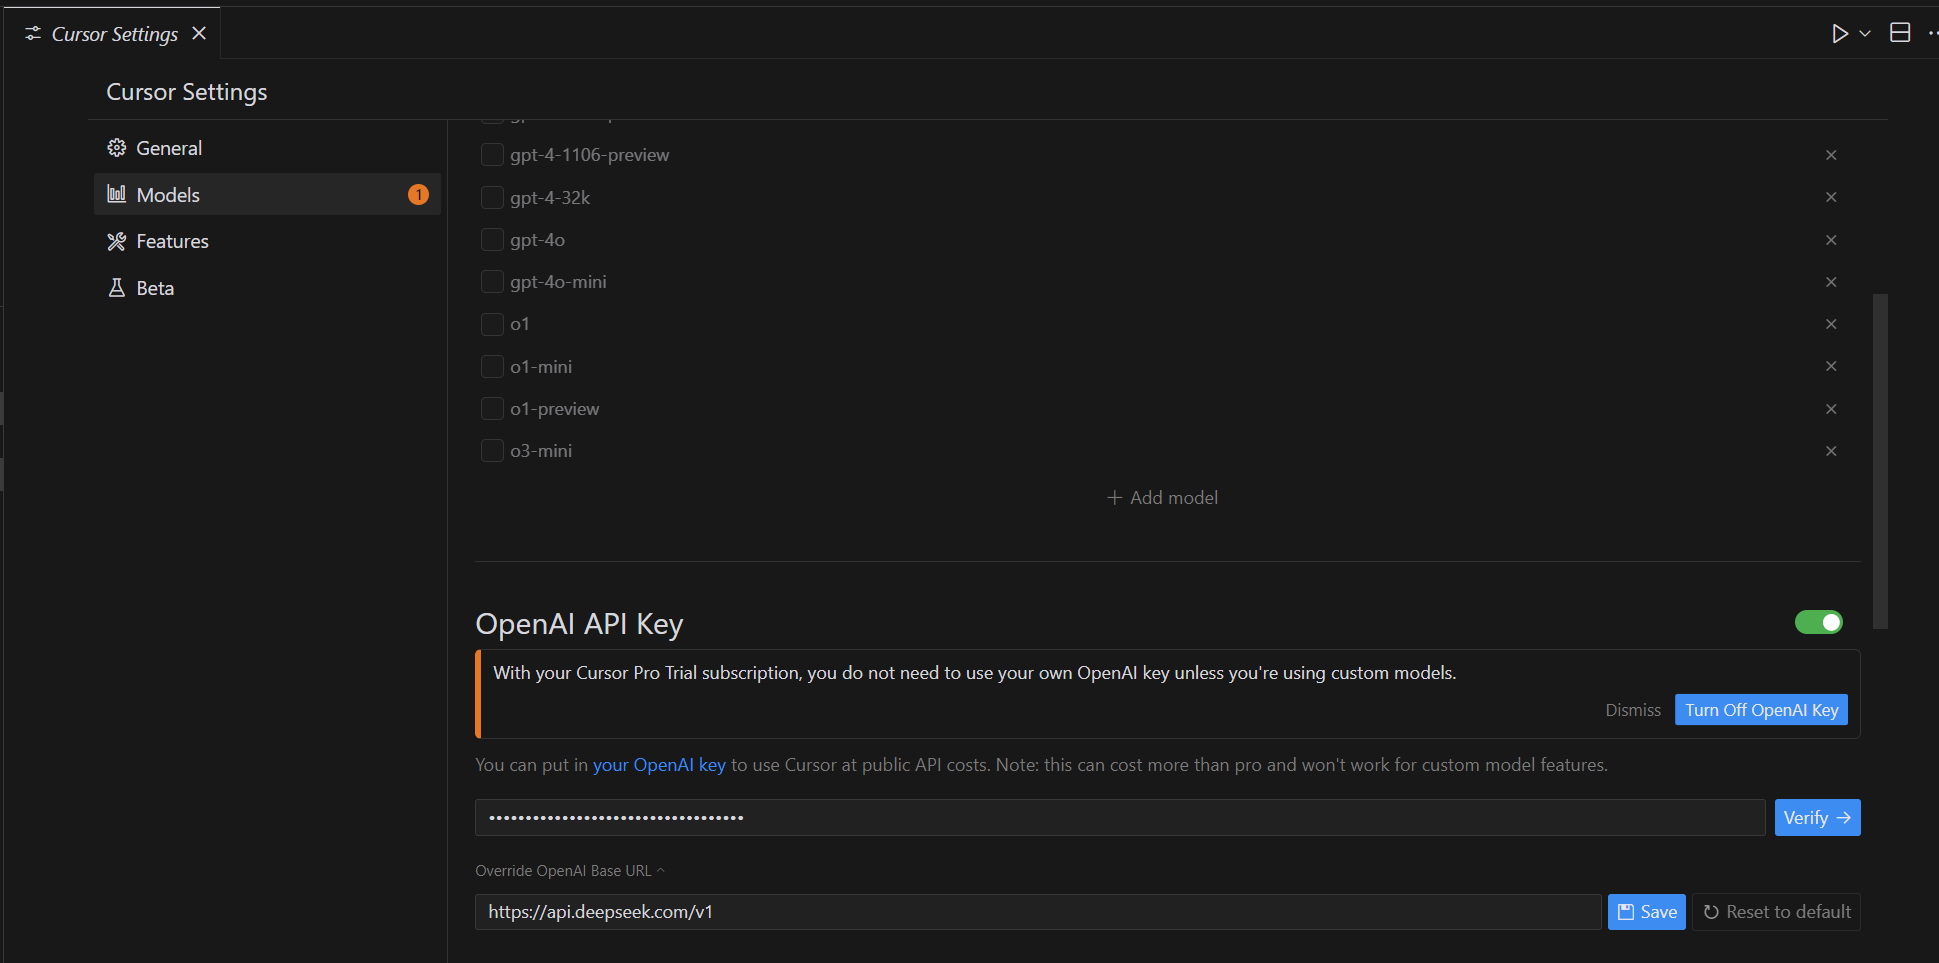 Cursor Settings
Cursor Settings
General
Models
1
Features
Beta
gpt-4-1106-preview
gpt-4-32k
gpt-4o
gpt-4o-mini
o1
o1-mini
o1-preview
o3-mini
Add model
OpenAI API Key
With your Cursor Pro Trial subscription, you do not need to use your own OpenAI key unless you're using custom models.
Dismiss
Turn Off OpenAI Key
You can put in your OpenAI key to use Cursor at public API costs. Note: this can cost more than pro and won't work for custom model features.
••••••••••••••••••••••••••••••••••• 
Verify →
Override OpenAI Base URL
https://api.deepseek.com/v1
Save
Reset to default